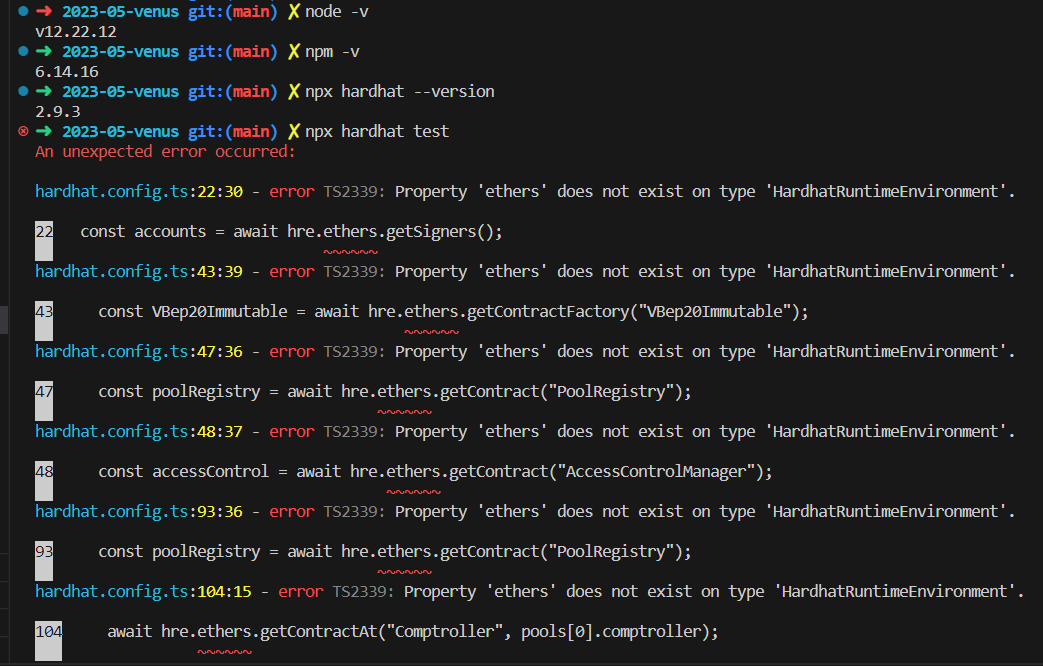 ➜ 2023-05-venus git:(main) ✗ node -v
v12.22.12
➜ 2023-05-venus git:(main) ✗ npm -v
6.14.16
➜ 2023-05-venus git:(main) ✗ npx hardhat --version
2.9.3
➜ 2023-05-venus git:(main) ✗ npx hardhat test
An unexpected error occurred:
hardhat.config.ts:22:30 - error TS2339: Property 'ethers' does not exist on type 'HardhatRuntimeEnvironment'.
22 const accounts = await hre.ethers.getSigners();
hardhat.config.ts:43:39 - error TS2339: Property 'ethers' does not exist on type 'HardhatRuntimeEnvironment'.
43 const VBep20Immutable = await hre.ethers.getContractFactory("VBep20Immutable");
hardhat.config.ts:47:36 - error TS2339: Property 'ethers' does not exist on type 'HardhatRuntimeEnvironment'.
47 const poolRegistry = await hre.ethers.getContract("PoolRegistry");
hardhat.config.ts:48:37 - error TS2339: Property 'ethers' does not exist on type 'HardhatRuntimeEnvironment'.
48 const accessControl = await hre.ethers.getContract("AccessControlManager");
hardhat.config.ts:93:36 - error TS2339: Property 'ethers' does not exist on type 'HardhatRuntimeEnvironment'.
93 const poolRegistry = await hre.ethers.getContract("PoolRegistry");
hardhat.config.ts:104:15 - error TS2339: Property 'ethers' does not exist on type 'HardhatRuntimeEnvironment'.
104 await hre.ethers.getContractAt("Comptroller", pools[0].comptroller);